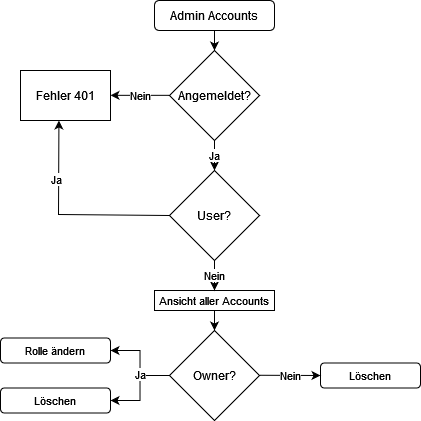 Admin Accounts
Fehler 401
Nein
Angemeldet?
Ja
Ja
User?
Nein
Ansicht aller Accounts
Rolle ändern
Ja
Owner?
Nein
Löschen
Löschen